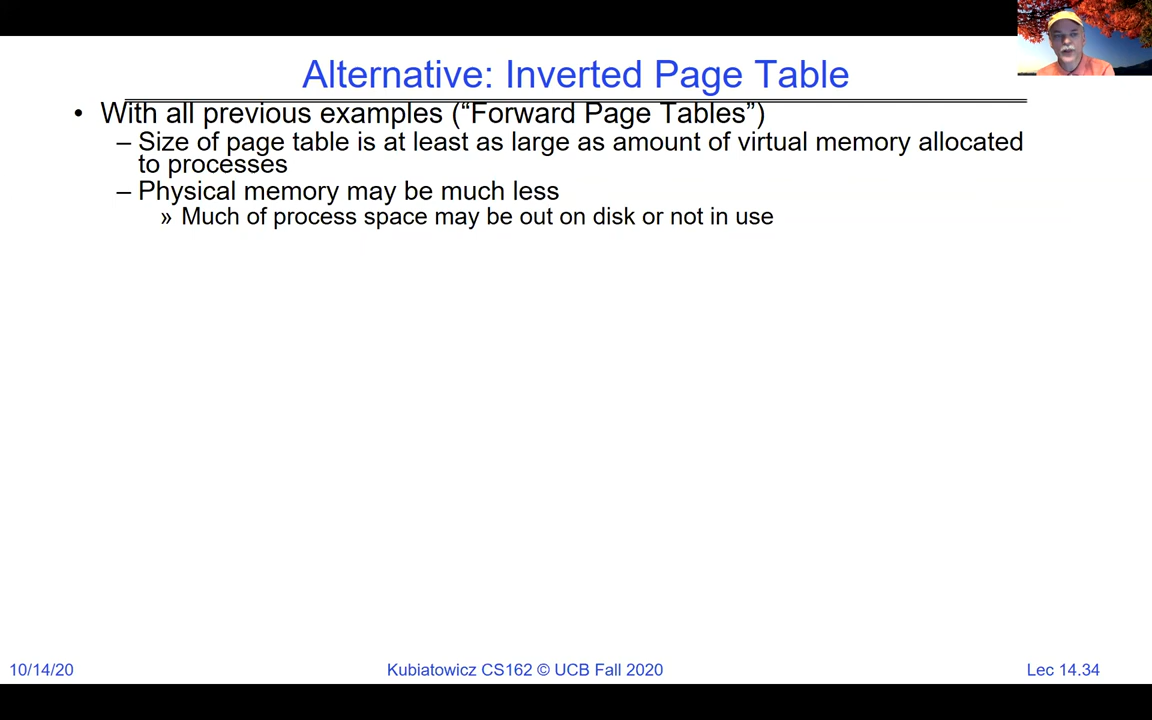 Alternative: Inverted Page Table
• With all previous examples (“Forward Page Tables”)
– Size of page table is at least as large as amount of virtual memory allocated
to processes
– Physical memory may be much less
» Much of process space may be out on disk or not in use
10/14/20
Kubiatowicz CS162 © UCB Fall 2020
Lec 14.34